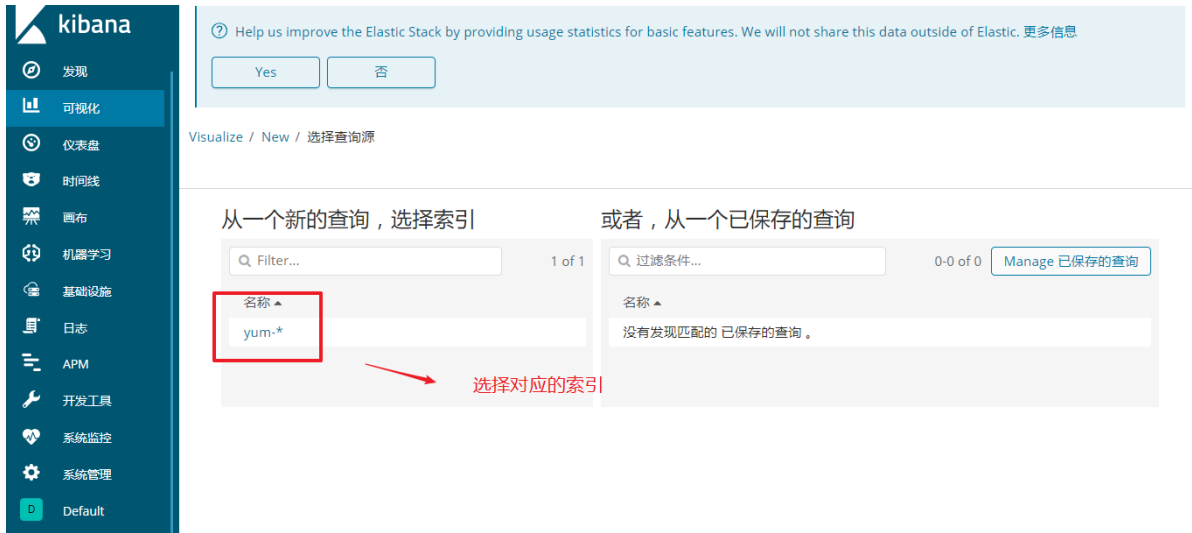 kibana
发现
可视化
仪表盘
时间线
画布
机器学习
基础设施
日志
APM
开发工具
系统监控
系统管理
D Default
Help us improve the Elastic Stack by providing usage statistics for basic features. We will not share this data outside of Elastic. 更多信息
Yes 否
Visualize / New / 选择查询源
从一个新的查询，选择索引
Filter... 1 of 1
名称
yum-*
选择对应的索引
或者，从一个已保存的查询
过滤条件... 0-0 of 0 Manage 已保存的查询
名称
没有发现匹配的 已保存的查询 。